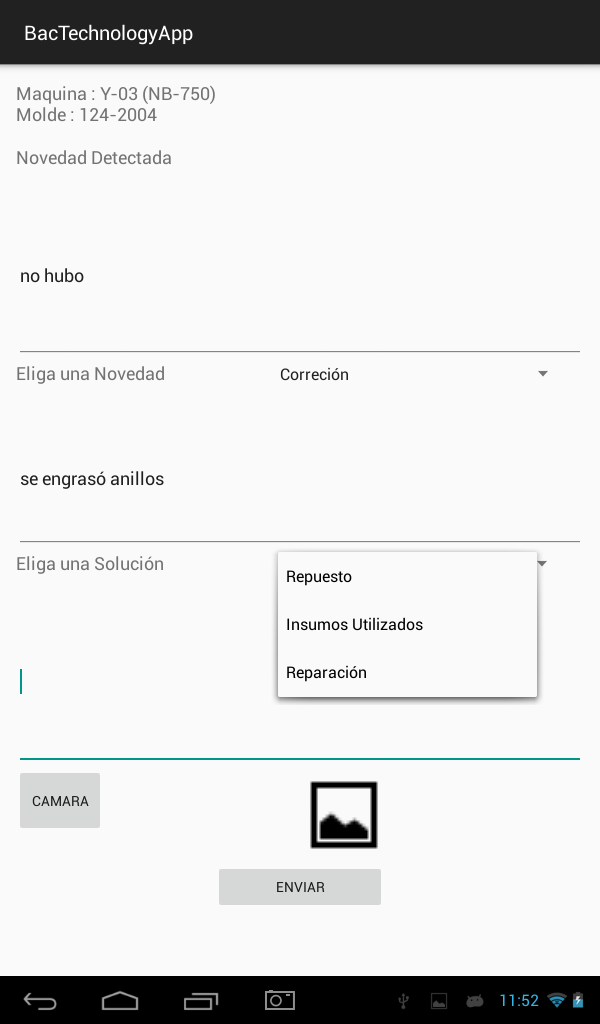 BacTechnologyApp
Maquina : Y-03 (NB-750)
Molde : 124-2004
Novedad Detectada
no hubo
Eliga una Novedad
Correción
se engrasó anillos
Eliga una Solución
Repuesto
Insumos Utilizados
Reparación
CAMARA
ENVIAR
11:52